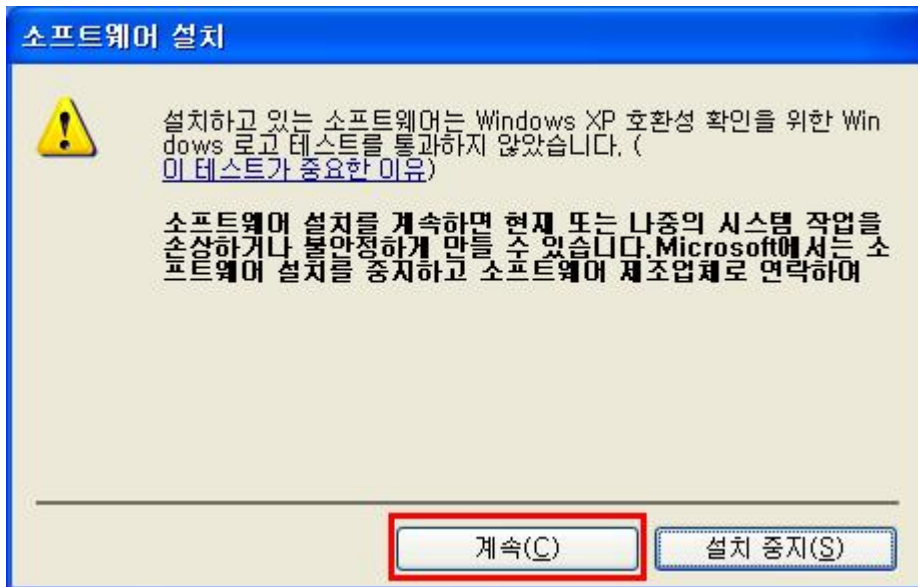 소프트웨어 설치
설치하고 있는 소프트웨어는 Windows XP 호환성 확인을 위한 Win
dows 로고 테스트를 통과하지 않았습니다. (
이 테스트가 중요한 이유)
소프트웨어 설치를 계속하면 현재 또는 나중의 시스템 작업을
손상하거나 불안정하게 만들 수 있습니다.Microsoft에서는 소
프트웨어 설치를 중지하고 소프트웨어 제조업체로 연락하여
계속(C) 설치 중지(S)